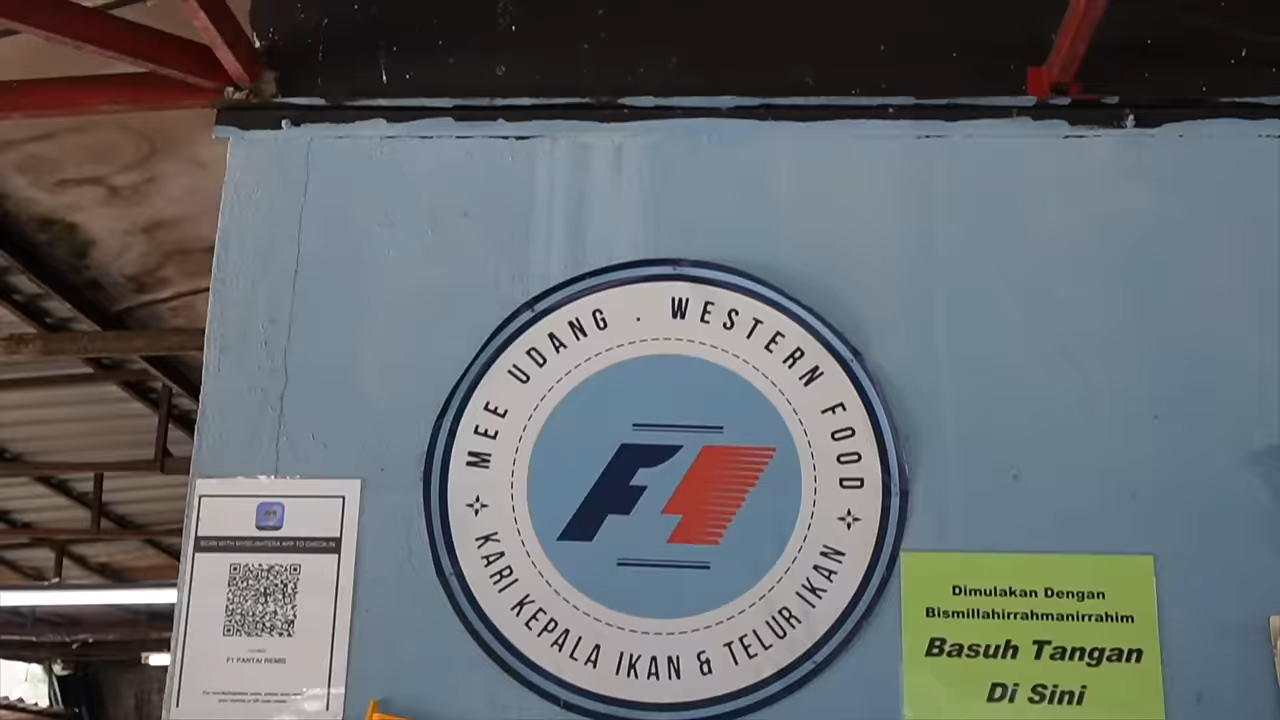 MEE UDANG . WESTERN FOOD
F1
KARI KEPALA IKAN & TELUR IKAN
SCAN WITH MYSEJAHTERA APP TO CHECK-IN
F1 PANTAI REMIS
Dimulakan Dengan
Bismillahirrahmanirrahim
Basuh Tangan
Di Sini